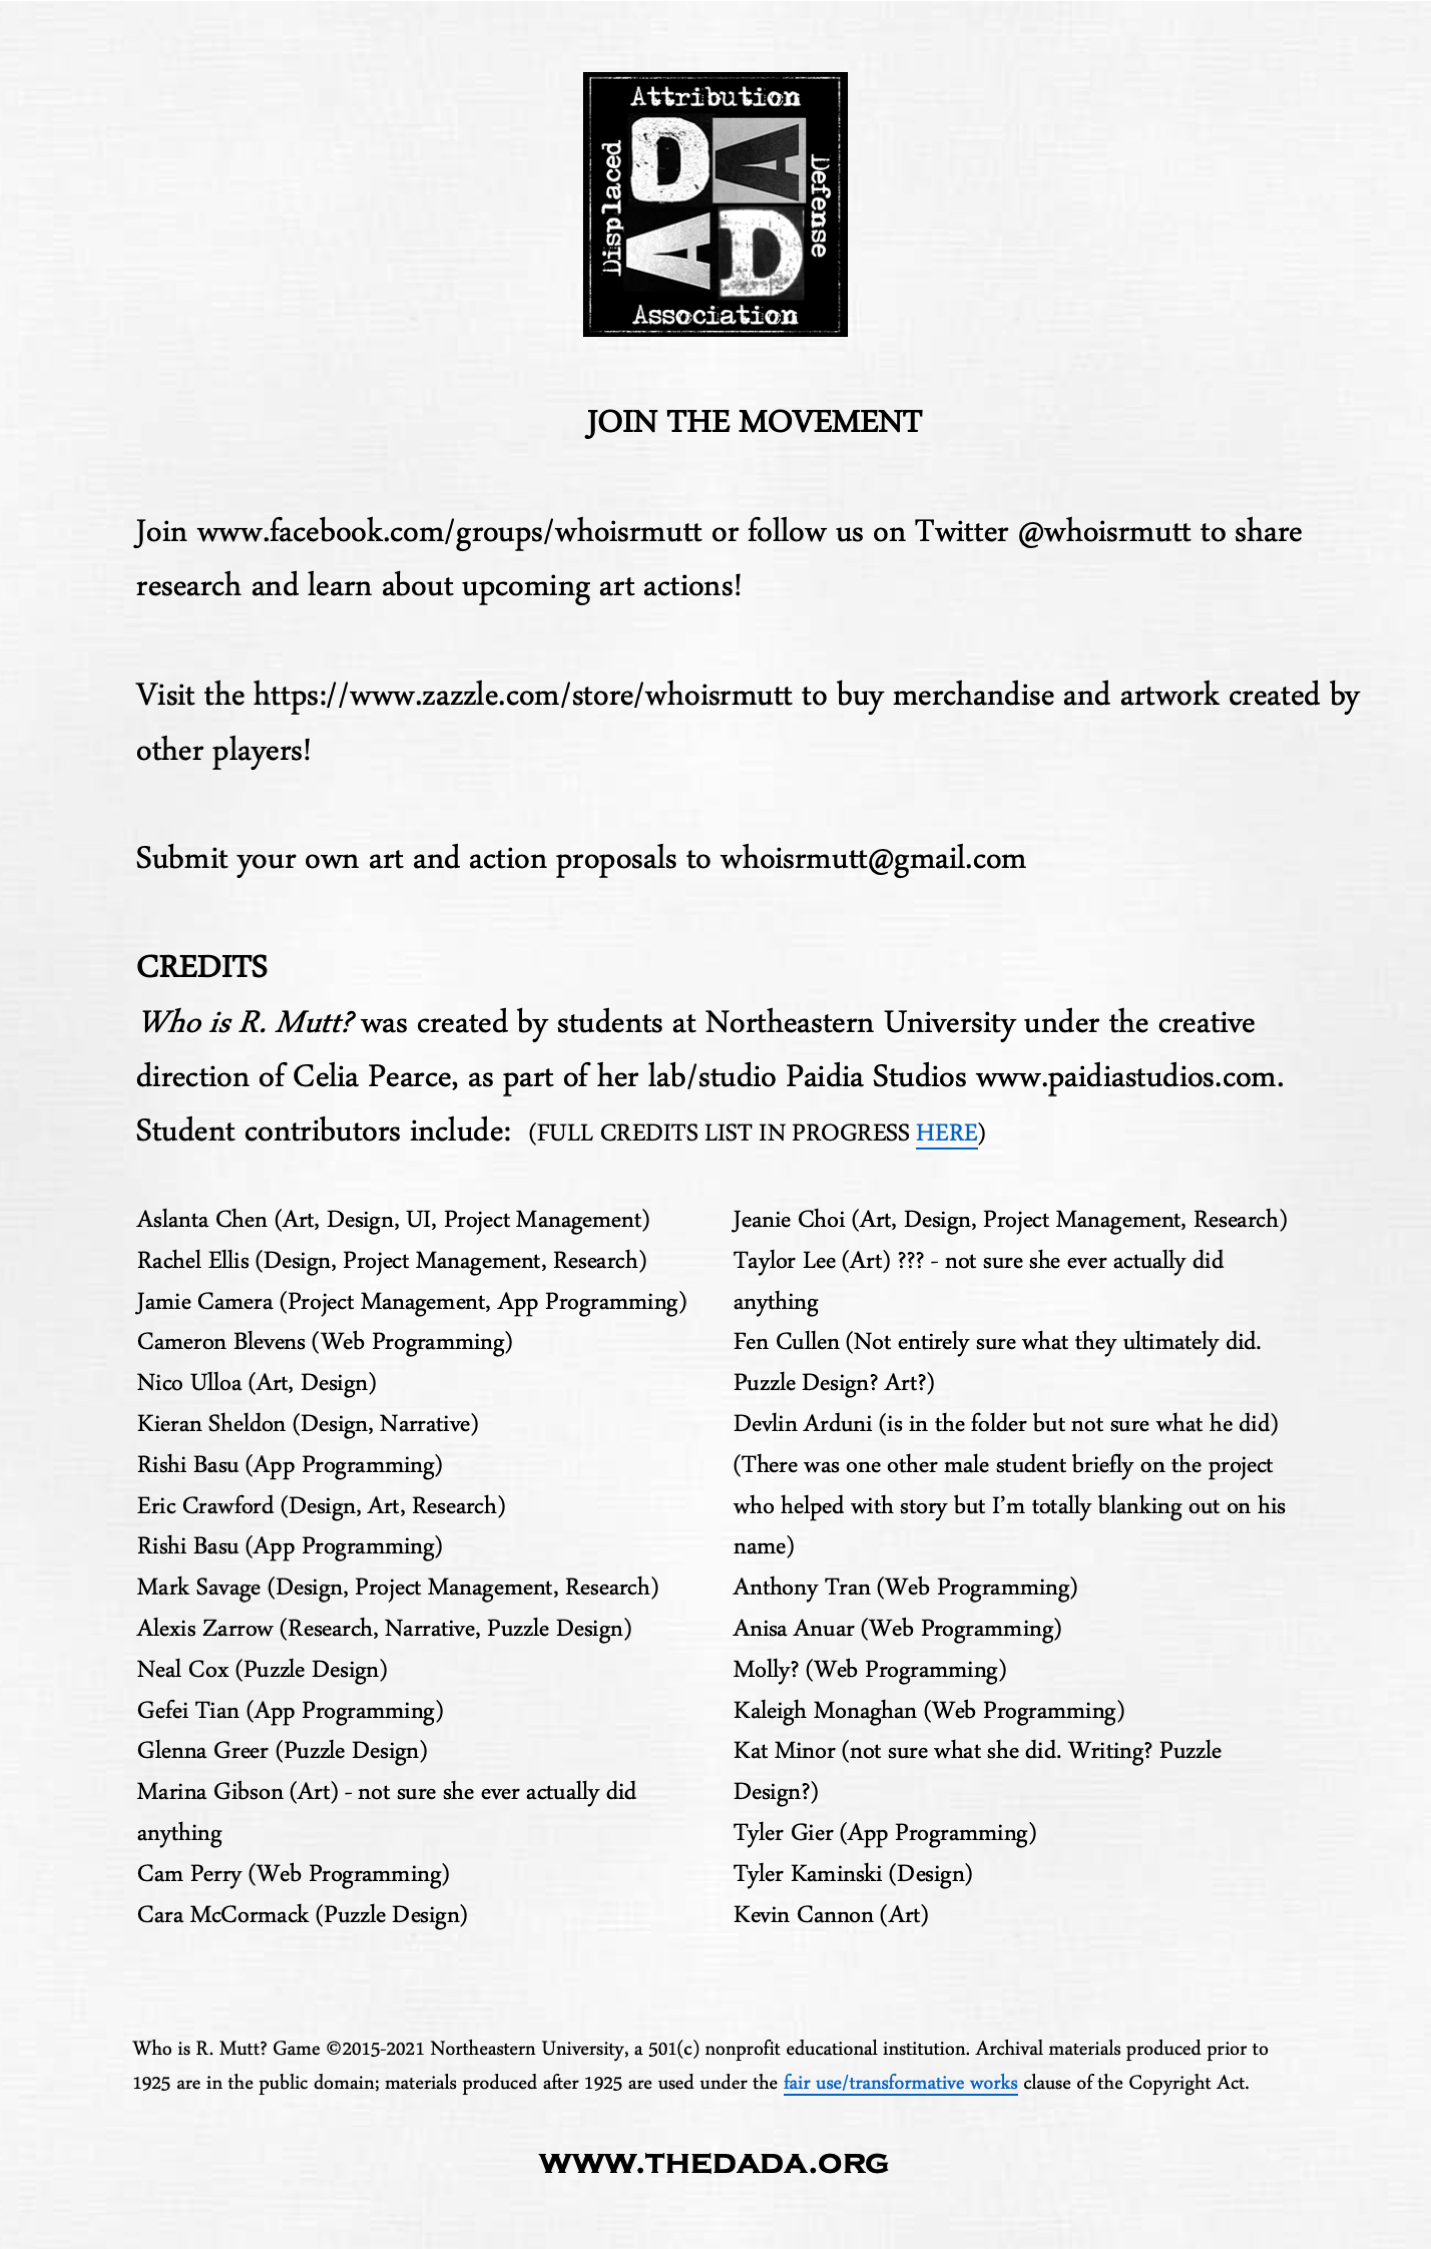 Attribution
Displaced
D A
A D
Defense
Association
JOIN THE MOVEMENT
Join www.facebook.com/groups/whoisrmutt or follow us on Twitter @whoisrmutt to share
research and learn about upcoming art actions!
Visit the https://www.zazzle.com/store/whoisrmutt to buy merchandise and artwork created by
other players!
Submit your own art and action proposals to whoisrmutt@gmail.com
CREDITS
Who is R. Mutt? was created by students at Northeastern University under the creative
direction of Celia Pearce, as part of her lab/studio Paidia Studios www.paidiastudios.com.
Student contributors include: (FULL CREDITS LIST IN PROGRESS HERE)
Aslanta Chen (Art, Design, UI, Project Management)
Rachel Ellis (Design, Project Management, Research)
Jamie Camera (Project Management, App Programming)
Cameron Blevens (Web Programming)
Nico Ulloa (Art, Design)
Kieran Sheldon (Design, Narrative)
Rishi Basu (App Programming)
Eric Crawford (Design, Art, Research)
Rishi Basu (App Programming)
Mark Savage (Design, Project Management, Research)
Alexis Zarrow (Research, Narrative, Puzzle Design)
Neal Cox (Puzzle Design)
Gefei Tian (App Programming)
Glenna Greer (Puzzle Design)
Marina Gibson (Art) - not sure she ever actually did
anything
Cam Perry (Web Programming)
Cara McCormack (Puzzle Design)
Jeanie Choi (Art, Design, Project Management, Research)
Taylor Lee (Art) ??? - not sure she ever actually did
anything
Fen Cullen (Not entirely sure what they ultimately did.
Puzzle Design? Art?)
Devlin Arduni (is in the folder but not sure what he did)
(There was one other male student briefly on the project
who helped with story but I'm totally blanking out on his
name)
Anthony Tran (Web Programming)
Anisa Anuar (Web Programming)
Molly? (Web Programming)
Kaleigh Monaghan (Web Programming)
Kat Minor (not sure what she did. Writing? Puzzle
Design?)
Tyler Gier (App Programming)
Tyler Kaminski (Design)
Kevin Cannon (Art)
Who is R. Mutt? Game ©2015-2021 Northeastern University, a 501(c) nonprofit educational institution. Archival materials produced prior to
1925 are in the public domain; materials produced after 1925 are used under the fair use/transformative works clause of the Copyright Act.
WWW.THEDADA.ORG